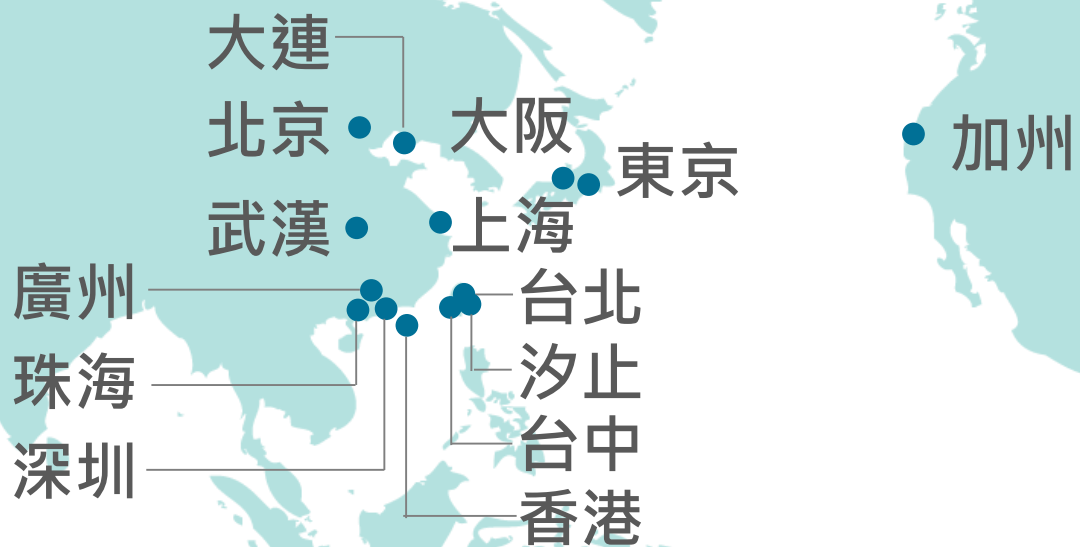 大連
北京
大阪
加州
東京
武漢
上海
廣州
台北
珠海
汐止
台中
深圳
香港